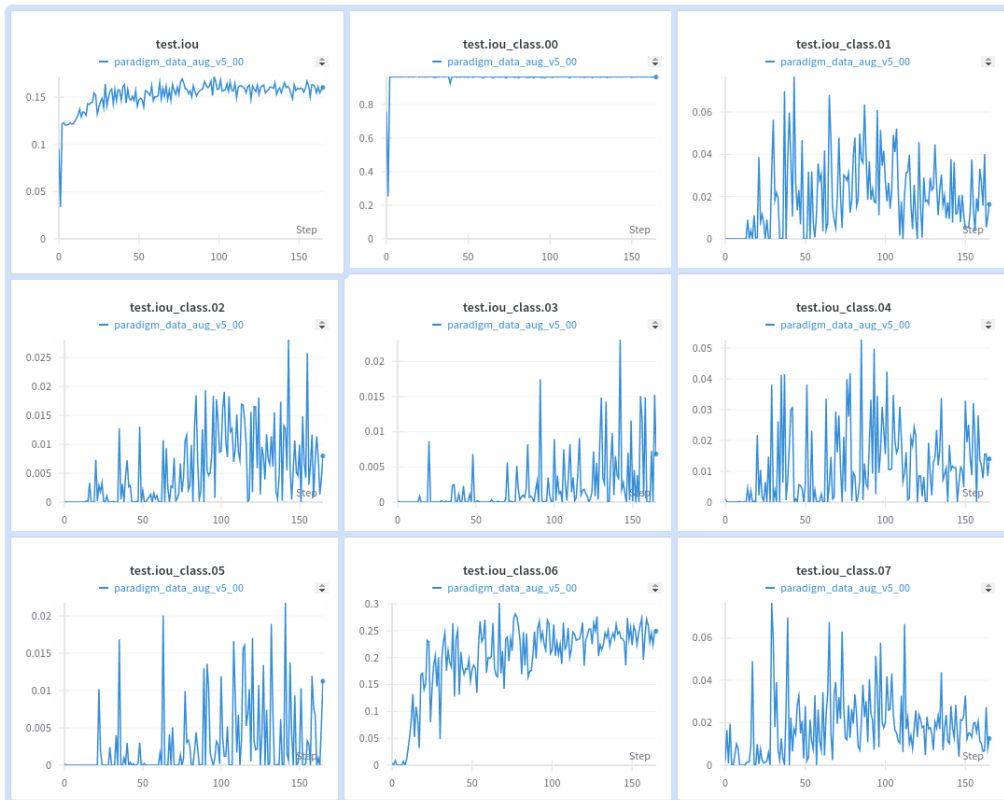 test.iou
paradigm_data_aug_v5_00
0.15
0.1
0.05
0
Step
0 50 100 150
test.iou_class.00
paradigm_data_aug_v5_00
0.8
0.6
0.4
0.2
0
Step
0 50 100 150
test.iou_class.01
paradigm_data_aug_v5_00
0.06
0.04
0.02
0
Step
0 50 100 150
test.iou_class.02
paradigm_data_aug_v5_00
0.025
0.02
0.015
0.01
0.005
0
Step
0 50 100 150
test.iou_class.03
paradigm_data_aug_v5_00
0.02
0.015
0.01
0.005
0
Step
0 50 100 150
test.iou_class.04
paradigm_data_aug_v5_00
0.05
0.04
0.03
0.02
0.01
0
Step
0 50 100 150
test.iou_class.05
paradigm_data_aug_v5_00
0.02
0.015
0.01
0.005
0
Step
0 50 100 150
test.iou_class.06
paradigm_data_aug_v5_00
0.3
0.25
0.2
0.15
0.1
0.05
0
Step
0 50 100 150
test.iou_class.07
paradigm_data_aug_v5_00
0.06
0.04
0.02
0
Step
0 50 100 150